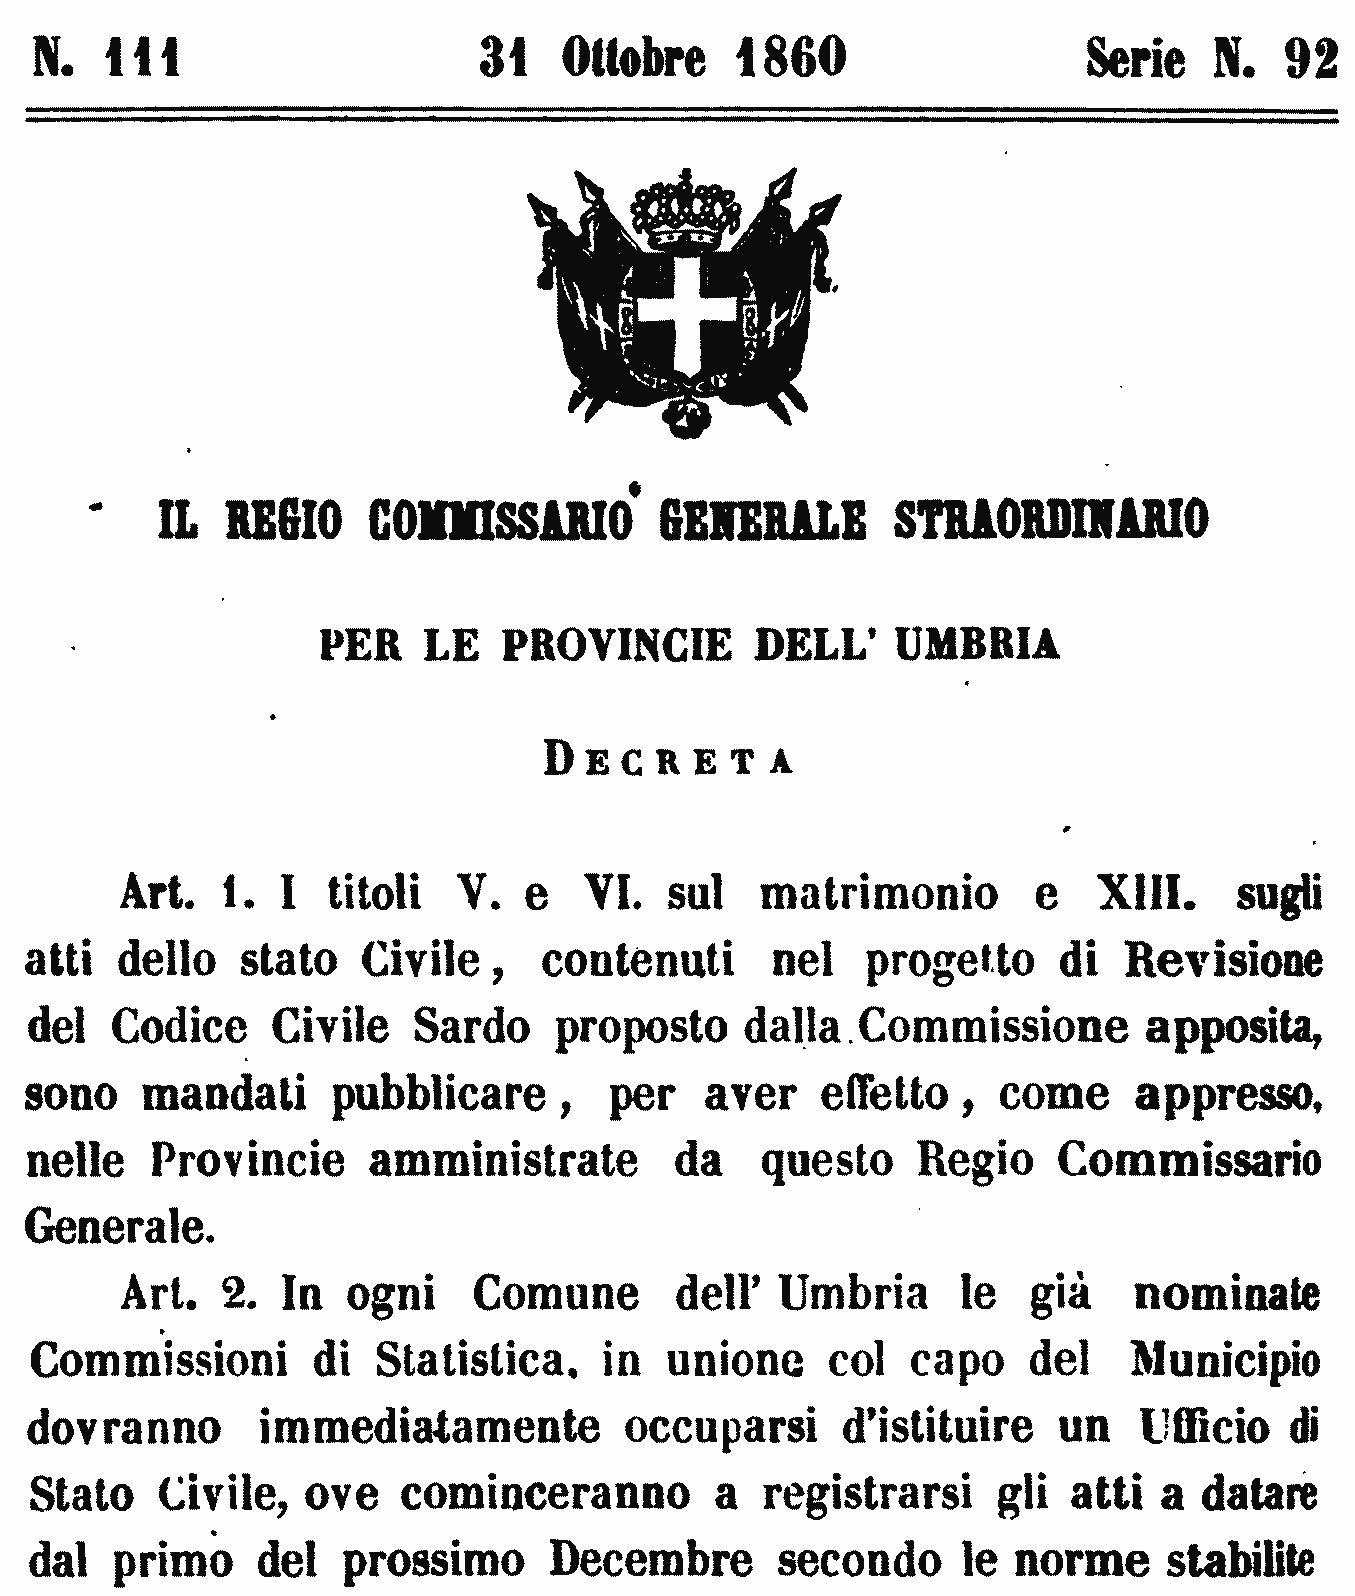 N. 111 31 Ottobre 1860 Serie N. 92
IL REGIO COMMISSARIO GENERALE STRAORDINARIO
PER LE PROVINCIE DELL' UMBRIA
DECRETA
Art. 1. I titoli V. e VI. sul matrimonio e XIII. sugli
atti dello stato Civile, contenuti nel progetto di Revisione
del Codice Civile Sardo proposto dalla Commissione apposita,
sono mandati pubblicare, per aver effetto, come appresso,
nelle Provincie amministrate da questo Regio Commissario
Generale.
Art. 2. In ogni Comune dell' Umbria le già nominate
Commissioni di Statistica, in unione col capo del Municipio
dovranno immediatamente occuparsi d'istituire un Ufficio di
Stato Civile, ove cominceranno a registrarsi gli atti a datare
dal primo del prossimo Decembre secondo le norme stabilite